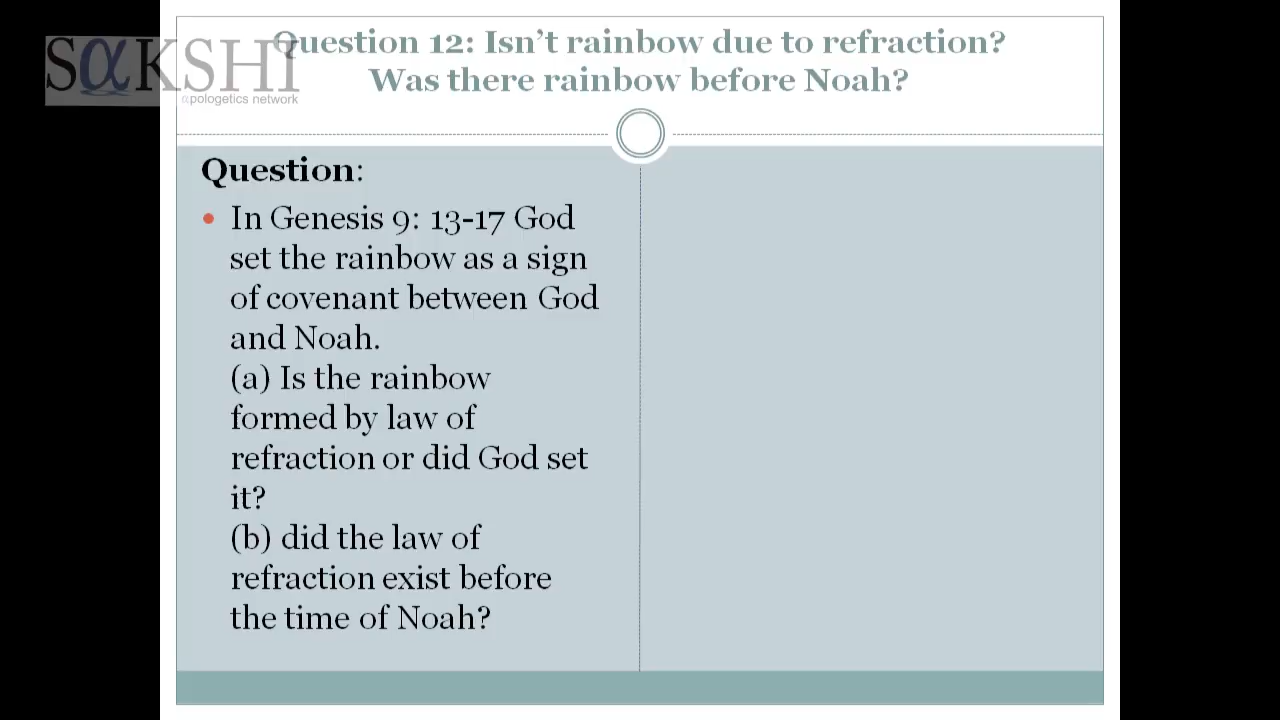 SαKSHI
αpologetics network
Question 12: Isn't rainbow due to refraction?
Was there rainbow before Noah?
Question:
• In Genesis 9: 13-17 God
set the rainbow as a sign
of covenant between God
and Noah.
(a) Is the rainbow
formed by law of
refraction or did God set
it?
(b) did the law of
refraction exist before
the time of Noah?